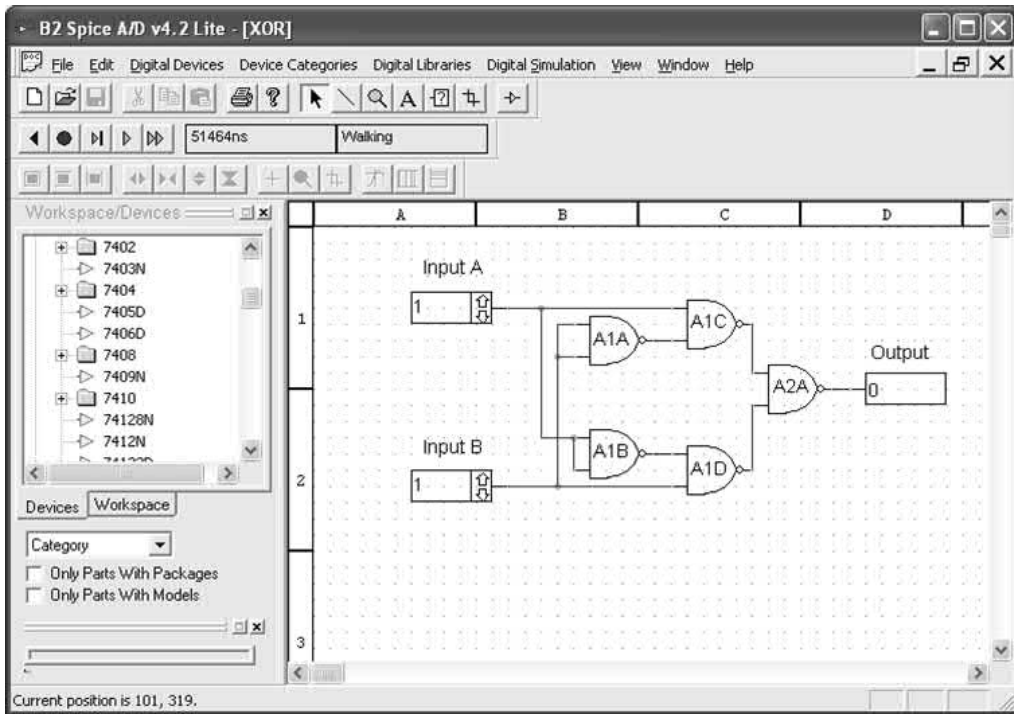 B2 Spice A/D v4.2 Lite - [XOR]
File Edit Digital Devices Device Categories Digital Libraries Digital Simulation View Window Help
51464ns Walking
Workspace/Devices
7402
7403N
7404
7405D
7406D
7408
7409N
7410
74128N
7412N
Devices Workspace
Category
Only Parts With Packages
Only Parts With Models
A B C D
1
2
3
Input A
1
A1A
A1C
Output
A2A
0
Input B
1
A1B
A1D
Current position is 101, 319.